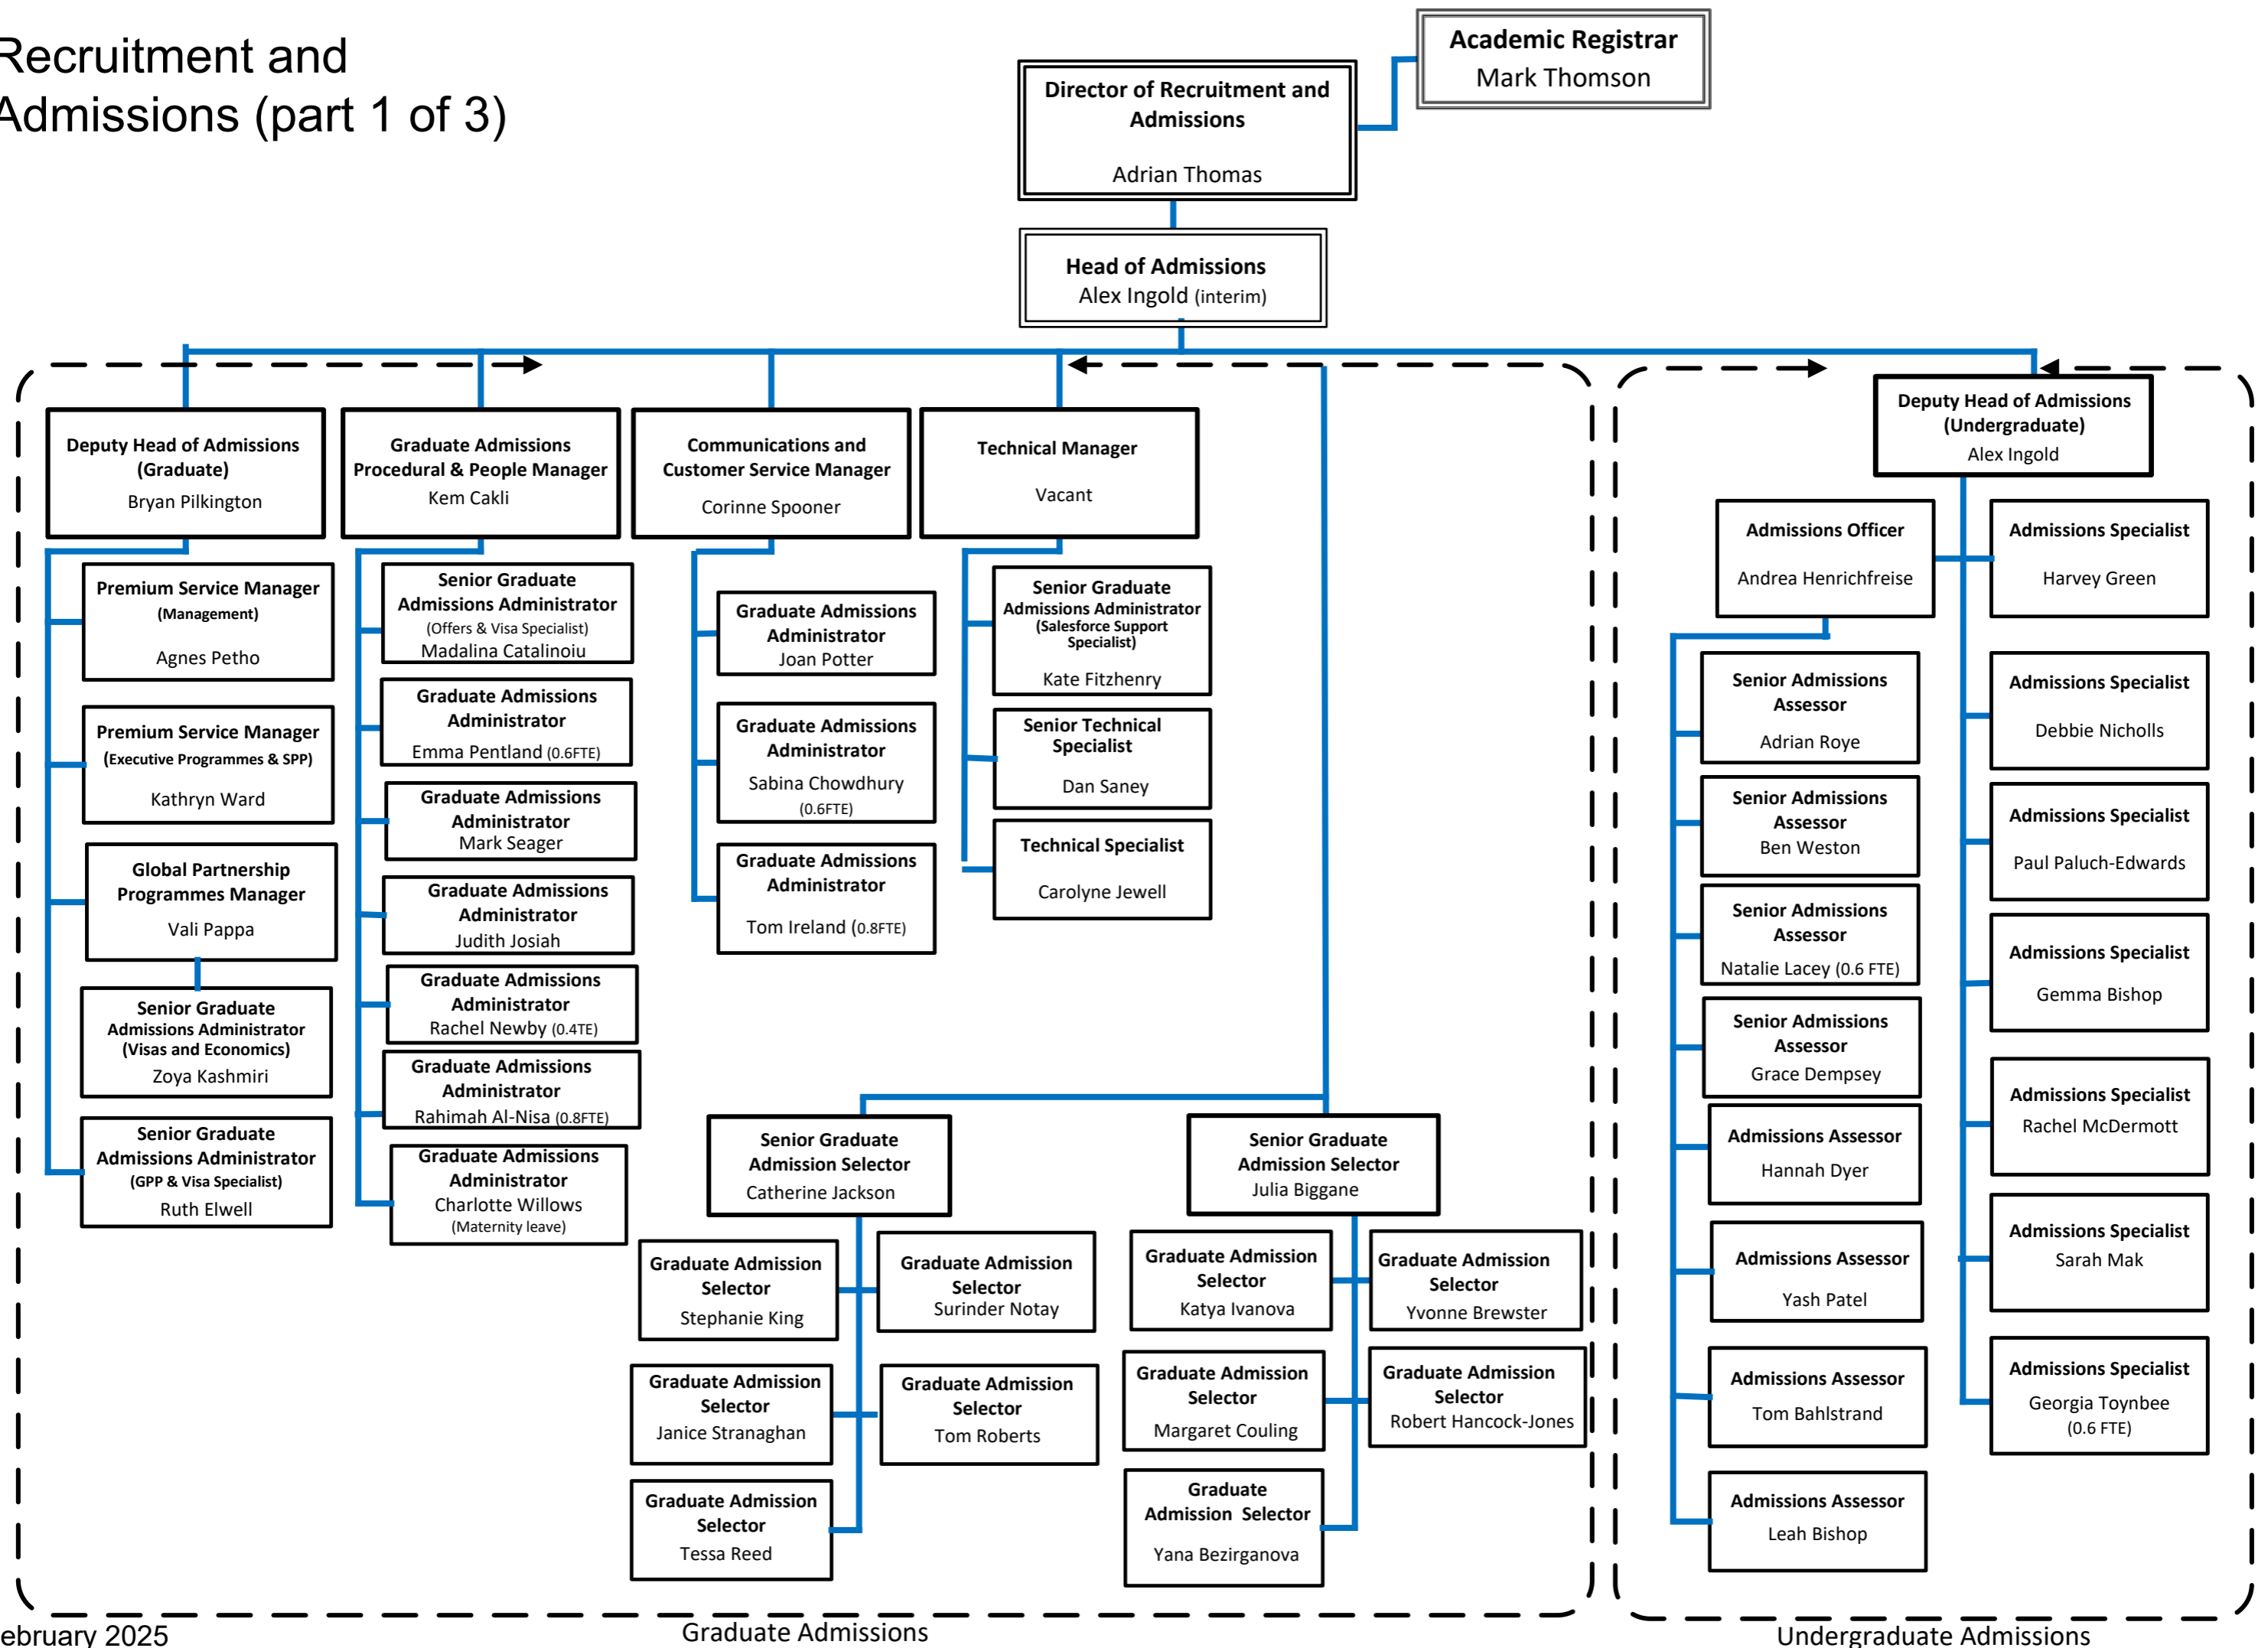 Recruitment and
Admissions (part 1 of 3)
Academic Registrar
Mark Thomson
Director of Recruitment and
Admissions
Adrian Thomas
Head of Admissions
Alex Ingold (interim)
Deputy Head of Admissions
(Graduate)
Bryan Pilkington
Premium Service Manager
(Management)
Agnes Petho
Premium Service Manager
(Executive Programmes & SPP)
Kathryn Ward
Global Partnership
Programmes Manager
Vali Pappa
Senior Graduate
Admissions Administrator
(Visas and Economics)
Zoya Kashmiri
Senior Graduate
Admissions Administrator
(GPP & Visa Specialist)
Ruth Elwell
Graduate Admissions
Procedural & People Manager
Kem Cakli
Senior Graduate
Admissions Administrator
(Offers & Visa Specialist)
Madalina Catalinoiu
Graduate Admissions
Administrator
Emma Pentland (0.6FTE)
Graduate Admissions
Administrator
Mark Seager
Graduate Admissions
Administrator
Judith Josiah
Graduate Admissions
Administrator
Rachel Newby (0.4TE)
Graduate Admissions
Administrator
Rahimah Al-Nisa (0.8FTE)
Graduate Admissions
Administrator
Charlotte Willows
(Maternity leave)
Communications and
Customer Service Manager
Corinne Spooner
Graduate Admissions
Administrator
Joan Potter
Graduate Admissions
Administrator
Sabina Chowdhury
(0.6FTE)
Graduate Admissions
Administrator
Tom Ireland (0.8FTE)
Technical Manager
Vacant
Senior Graduate
Admissions Administrator
(Salesforce Support
Specialist)
Kate Fitzhenry
Senior Technical
Specialist
Dan Saney
Technical Specialist
Carolyne Jewell
Senior Graduate
Admission Selector
Catherine Jackson
Graduate Admission
Selector
Stephanie King
Graduate Admission
Selector
Surinder Notay
Graduate Admission
Selector
Janice Stranaghan
Graduate Admission
Selector
Tom Roberts
Graduate Admission
Selector
Tessa Reed
Senior Graduate
Admission Selector
Julia Biggane
Graduate Admission
Selector
Katya Ivanova
Graduate Admission
Selector
Yvonne Brewster
Graduate Admission
Selector
Margaret Couling
Graduate Admission
Selector
Robert Hancock-Jones
Graduate
Admission Selector
Yana Bezirganova
Deputy Head of Admissions
(Undergraduate)
Alex Ingold
Admissions Officer
Andrea Henrichfreise
Senior Admissions
Assessor
Adrian Roye
Senior Admissions
Assessor
Ben Weston
Senior Admissions
Assessor
Natalie Lacey (0.6 FTE)
Senior Admissions
Assessor
Grace Dempsey
Admissions Assessor
Hannah Dyer
Admissions Assessor
Yash Patel
Admissions Assessor
Tom Bahlstrand
Admissions Assessor
Leah Bishop
Admissions Specialist
Harvey Green
Admissions Specialist
Debbie Nicholls
Admissions Specialist
Paul Paluch-Edwards
Admissions Specialist
Gemma Bishop
Admissions Specialist
Rachel McDermott
Admissions Specialist
Sarah Mak
Admissions Specialist
Georgia Toynbee
(0.6 FTE)
ebruary 2025
Graduate Admissions
Undergraduate Admissions